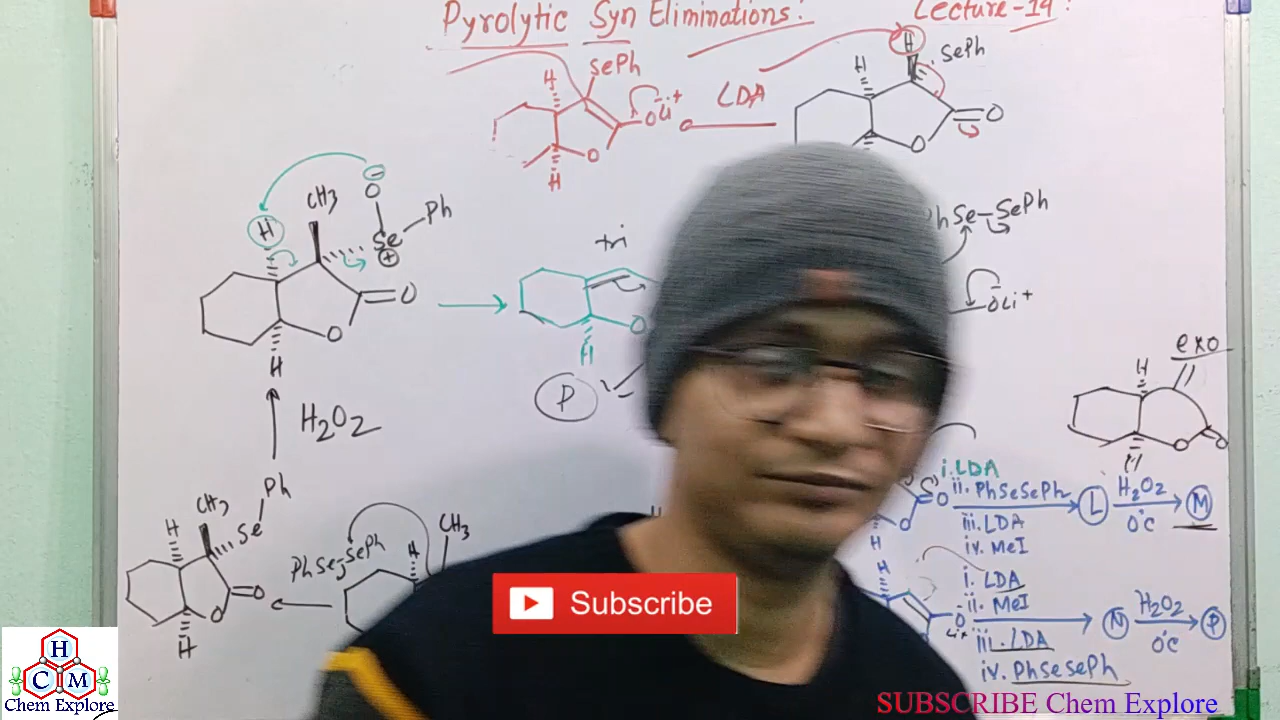 Pyrolytic Syn Eliminations:
Lecture-14:
SePh
H
OLi+
LDA
O
H
H
H
SePh
O
O
CH3
O
H
Ph
Se
O
O
H
tri
O
H
P
SePh
OLi+
H2O2
exo
H
O
O
H
Ph
CH3
H
Se
O
O
H
PhSe-SePh
CH3
H
i. LDA
ii. PhSeSePh
iii. LDA
iv. MeI
L
H2O2
0°C
M
O
O
H
H
i. LDA
ii. MeI
iii. LDA
iv. PhSeSePh
N
H2O2
0°C
P
O
Li+
Subscribe
H
C M
Chem Explore
SUBSCRIBE Chem Explore